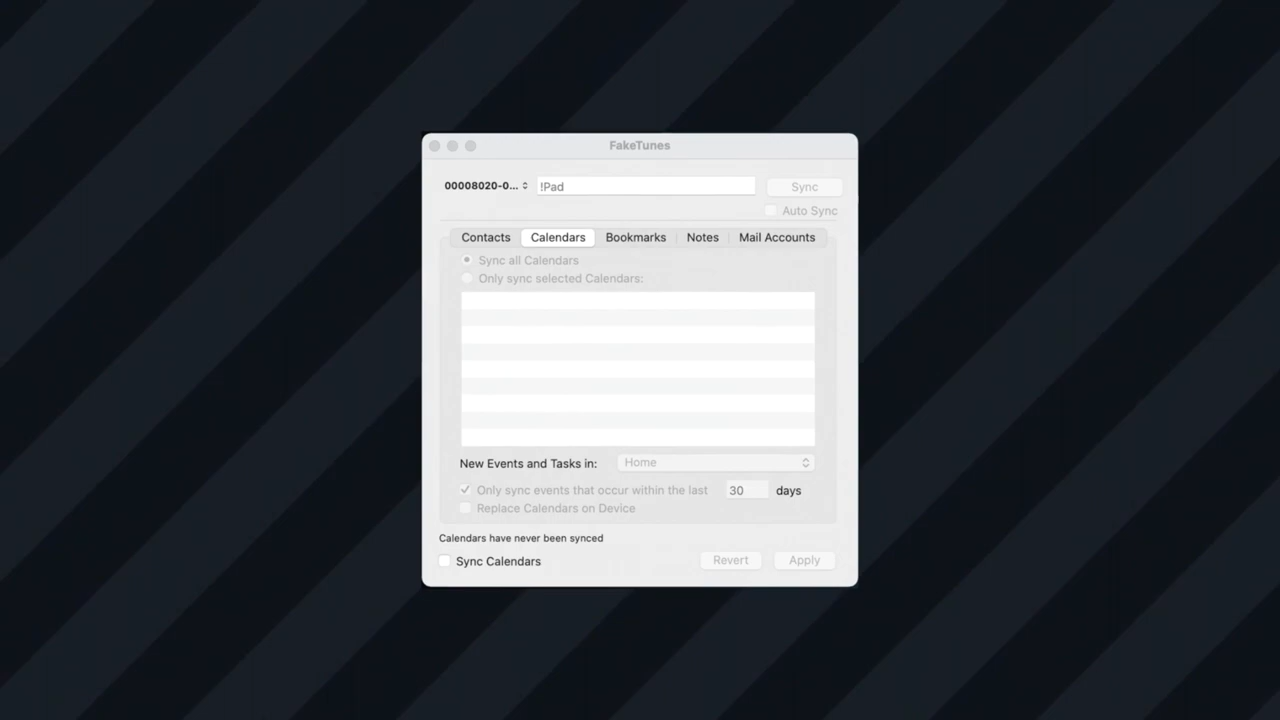 FakeTunes
00008020-0... !Pad Sync
Auto Sync
Contacts Calendars Bookmarks Notes Mail Accounts
Sync all Calendars
Only sync selected Calendars:
New Events and Tasks in: Home
Only sync events that occur within the last 30 days
Replace Calendars on Device
Calendars have never been synced
Sync Calendars Revert Apply